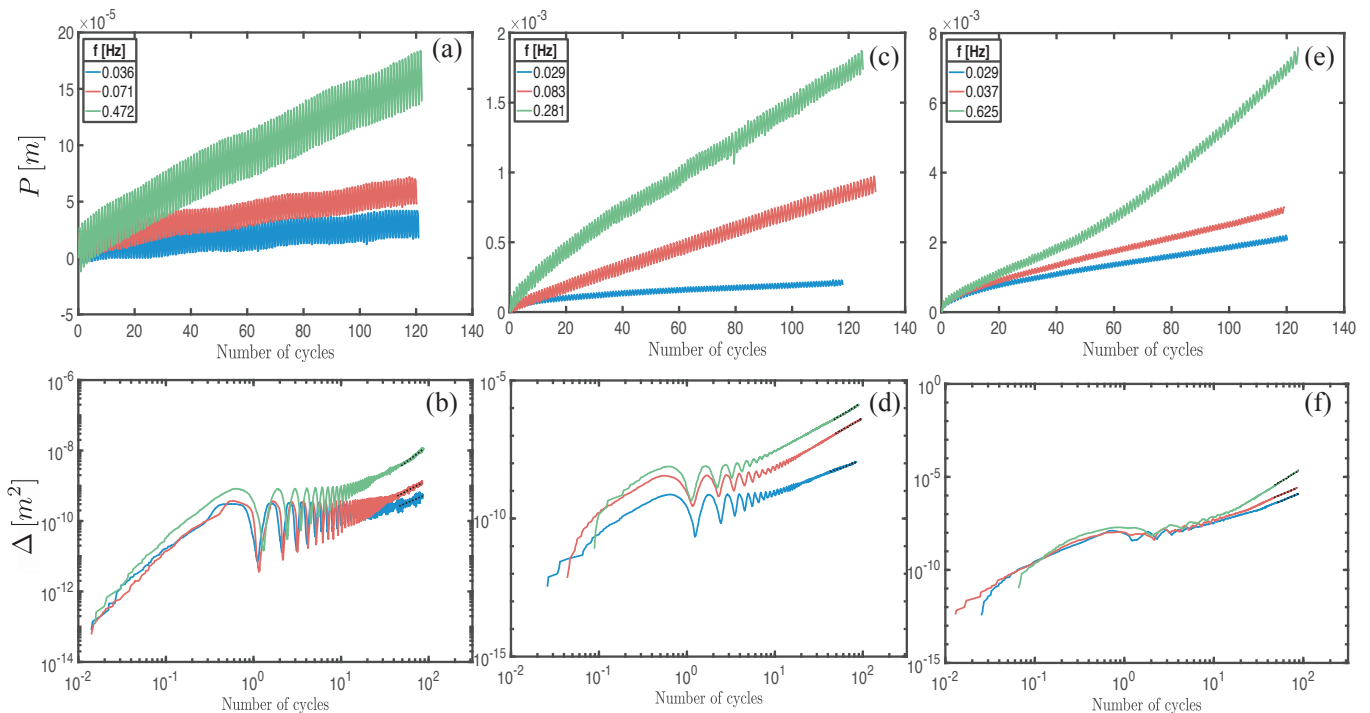 ×10⁻⁵
20
15
10
5
0
-5
P [m]
f [Hz]
0.036
0.071
0.472
(a)
0 20 40 60 80 100 120 140
Number of cycles
×10⁻³
2
1.5
1
0.5
0
f [Hz]
0.029
0.083
0.281
(c)
0 20 40 60 80 100 120 140
Number of cycles
×10⁻³
8
6
4
2
0
f [Hz]
0.029
0.037
0.625
(e)
0 20 40 60 80 100 120 140
Number of cycles
10⁻⁶
10⁻⁸
10⁻¹⁰
10⁻¹²
10⁻¹⁴
Δ [m²]
(b)
10⁻² 10⁻¹ 10⁰ 10¹ 10²
Number of cycles
10⁻⁵
10⁻¹⁰
10⁻¹⁵
(d)
10⁻² 10⁻¹ 10⁰ 10¹ 10²
Number of cycles
10⁰
10⁻⁵
10⁻¹⁰
10⁻¹⁵
(f)
10⁻² 10⁻¹ 10⁰ 10¹ 10²
Number of cycles